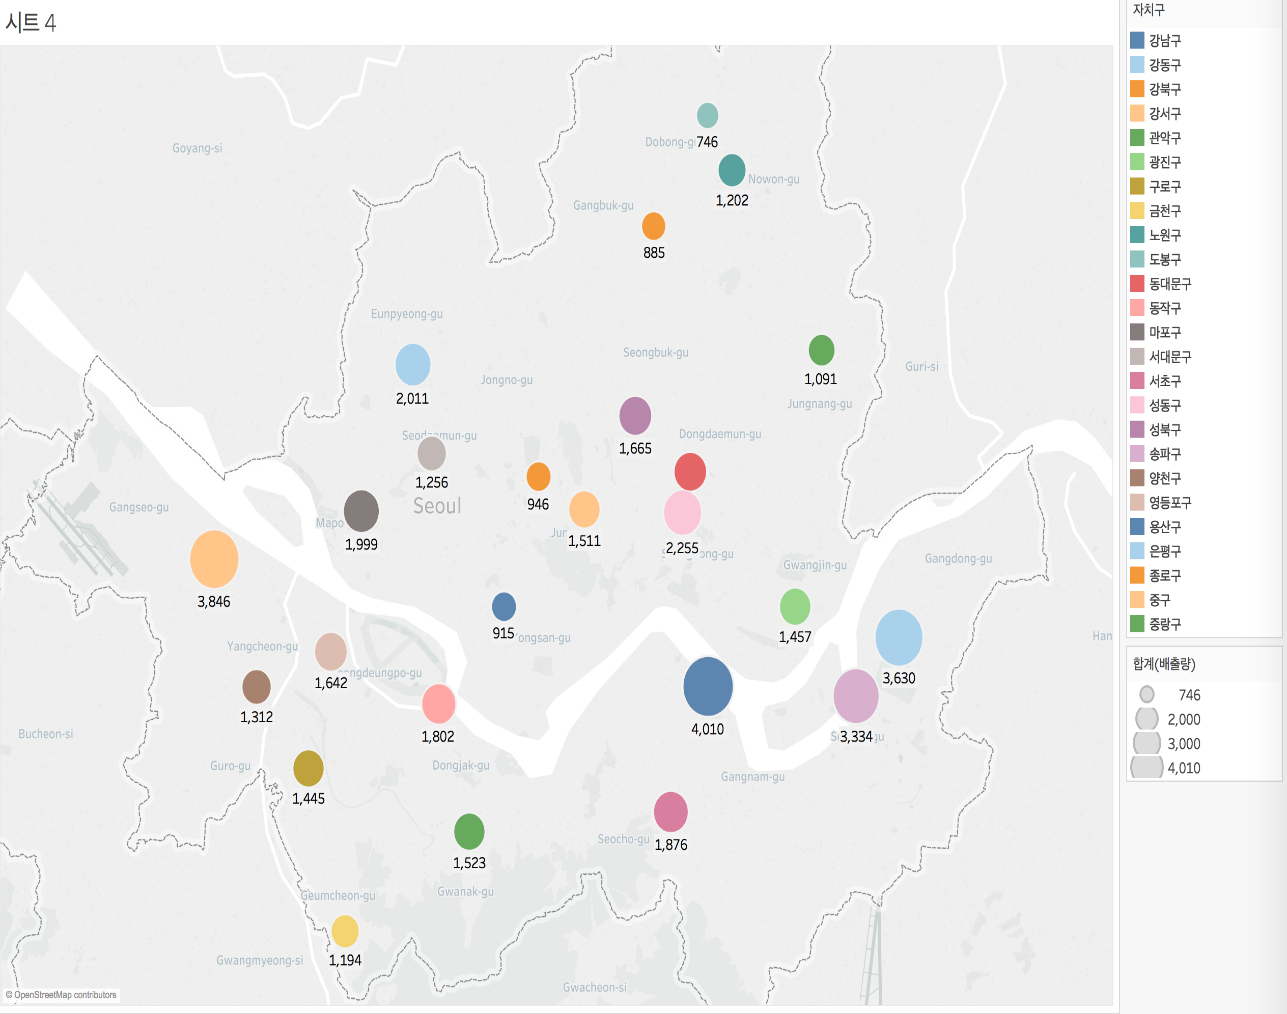 시트 4
Goyang-si
Dobong-g
746
Nowon-gu
1,202
Gangbuk-gu
885
Eunpyeong-gu
2,011
Seongbuk-gu
Jongno-gu
1,091
Guri-si
Jungnang-gu
1,665
Dongdaemun-gu
1,256
Seoul
946
Gangseo-gu
Mapo
1,999
1,511
2,255
Gwangjin-gu
Gangdong-gu
3,846
915
1,457
Han
Yangcheon-gu
1,642
1,312
3,630
1,802
4,010
3,334
Bucheon-si
Guro-gu
Dongjak-gu
Gangnam-gu
1,445
Seocho-gu
1,876
1,523
Gwanak-gu
Geumcheon-gu
1,194
Gwangmyeong-si
Gwacheon-si
© OpenStreetMap contributors
자치구
강남구
강동구
강북구
강서구
관악구
광진구
구로구
금천구
노원구
도봉구
동대문구
동작구
마포구
서대문구
서초구
성동구
성북구
송파구
양천구
영등포구
용산구
은평구
종로구
중구
중랑구
합계(배출량)
746
2,000
3,000
4,010